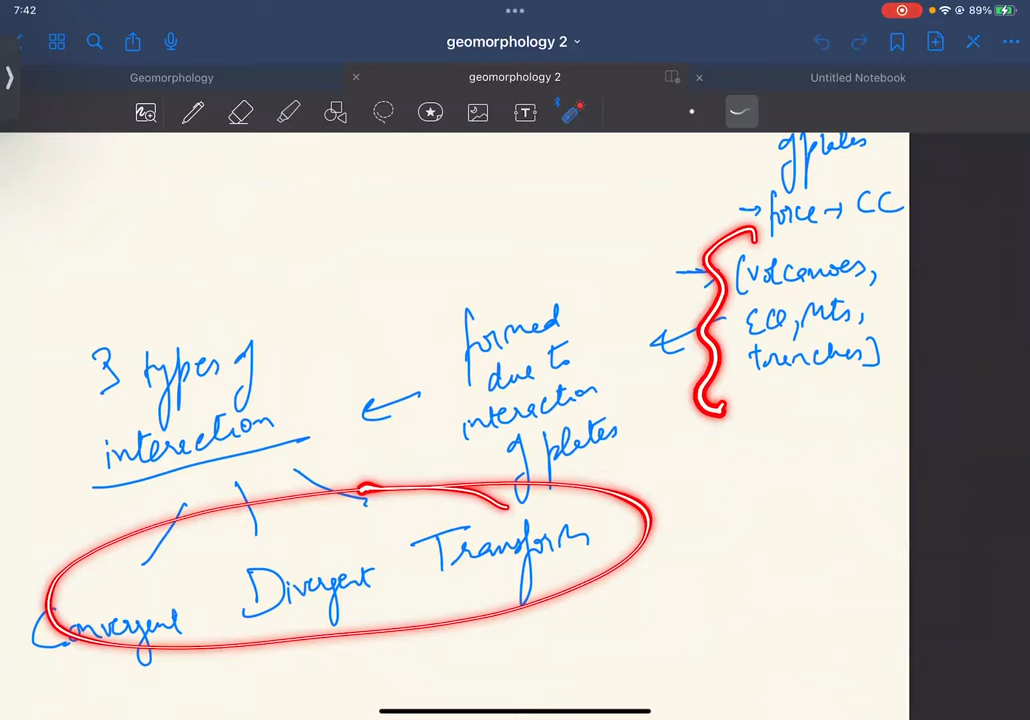 7:42
89%
geomorphology 2
Geomorphology
geomorphology 2
Untitled Notebook
of plates
→ force → CC
→ [volcanoes,
EQ, Mts,
trenches]
formed
due to
interaction
of plates
3 types of
interection
Convergent
Divergent
Transform